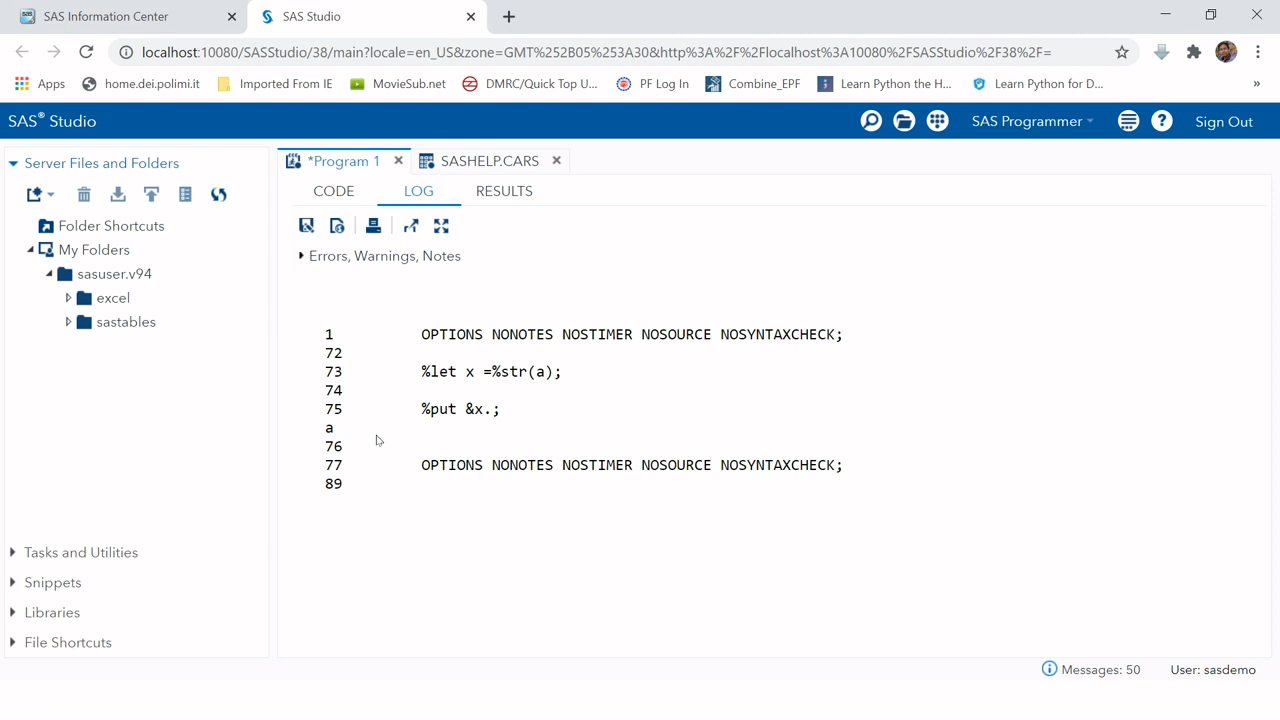 SAS Information Center
SAS Studio
localhost:10080/SASStudio/38/main?locale=en_US&zone=GMT%252B05%253A30&http%3A%2F%2Flocalhost%3A10080%2FSASStudio%2F38%2F=
Apps home.dei.polimi.it Imported From IE MovieSub.net DMRC/Quick Top U... PF Log In Combine_EPF Learn Python the H... Learn Python for D... »
SAS® Studio
SAS Programmer
Sign Out
Server Files and Folders
Folder Shortcuts
My Folders
sasuser.v94
excel
sastables
Tasks and Utilities
Snippets
Libraries
File Shortcuts
*Program 1
SASHELP.CARS
CODE LOG RESULTS
Errors, Warnings, Notes
1 OPTIONS NONOTES NOSTIMER NOSOURCE NOSYNTAXCHECK;
72
73 %let x =%str(a);
74
75 %put &x.;
a
76
77 OPTIONS NONOTES NOSTIMER NOSOURCE NOSYNTAXCHECK;
89
Messages: 50
User: sasdemo